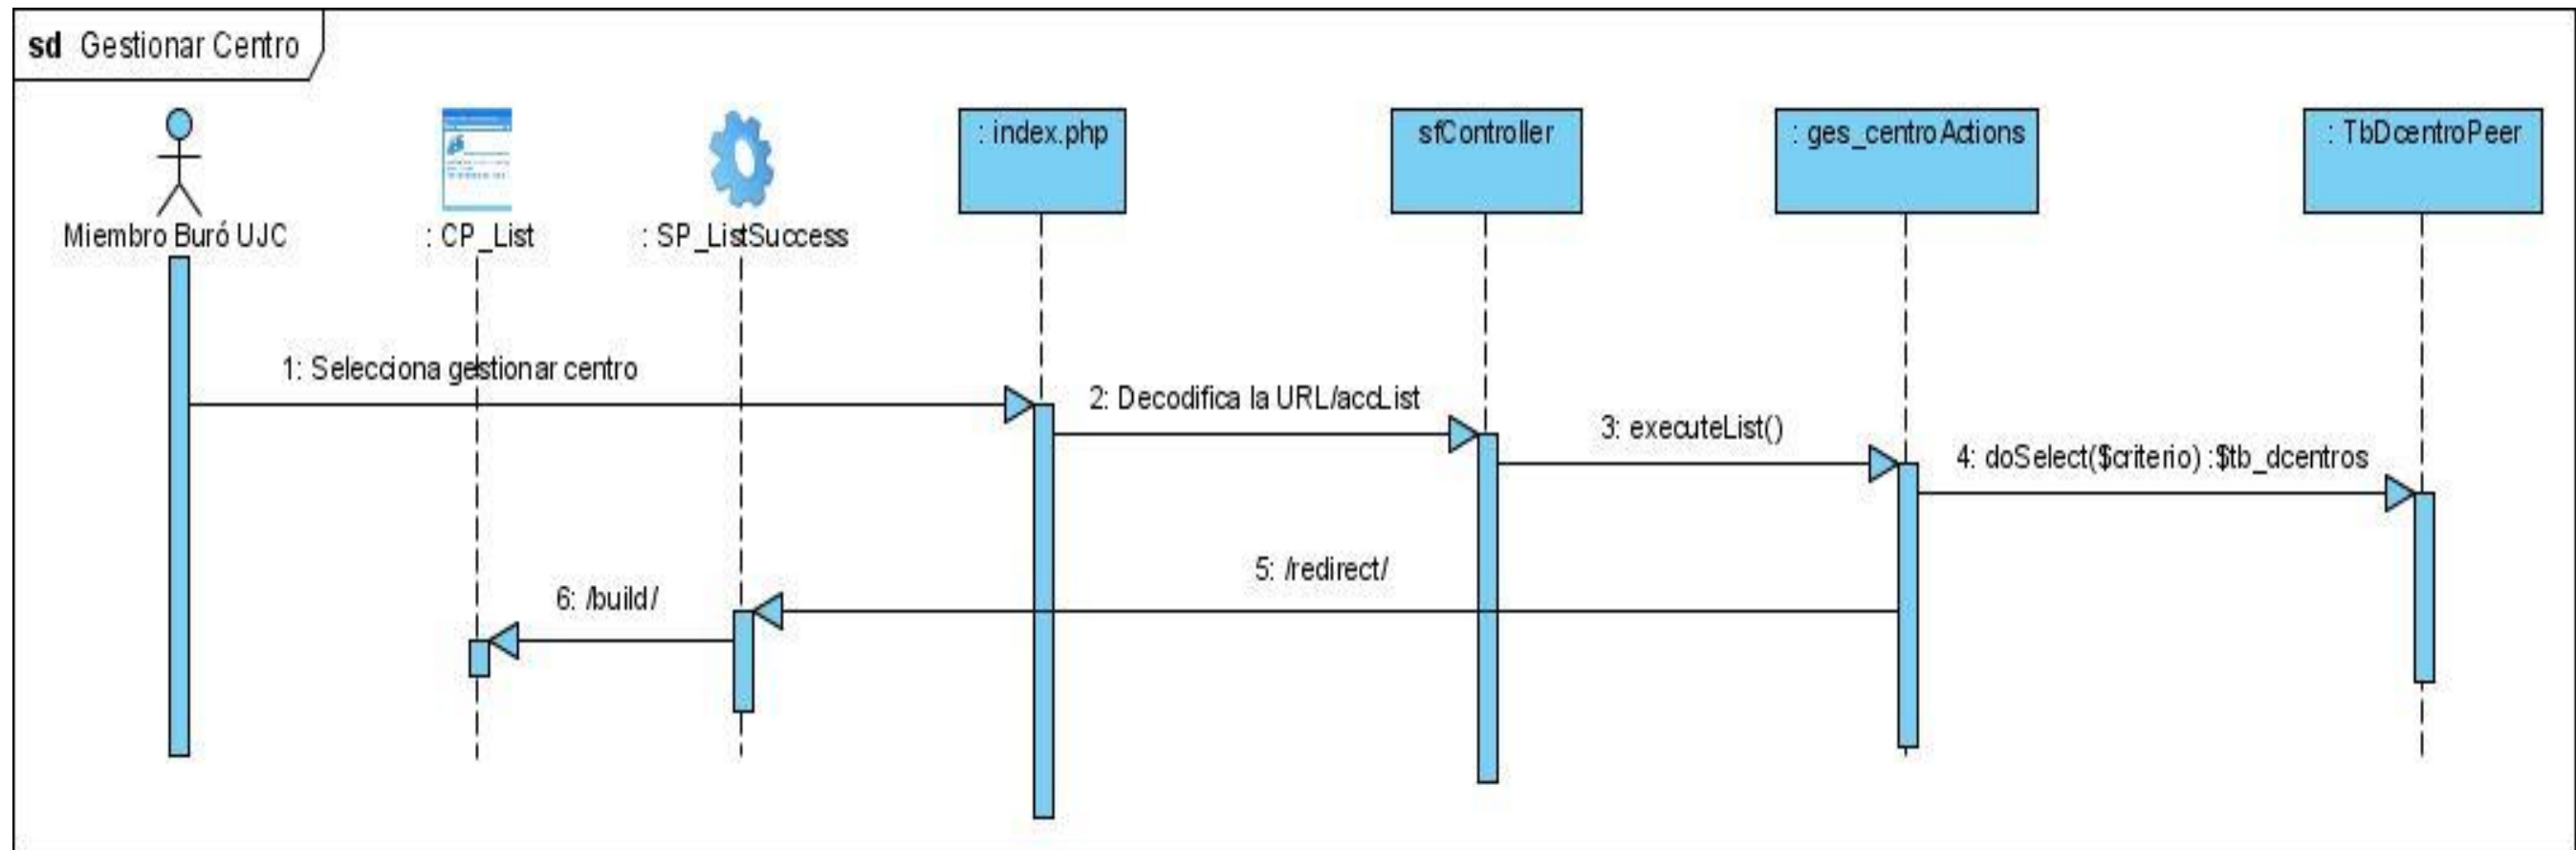 sd Gestionar Centro
Miembro Buró UJC
: CP_List
: SP_ListSuccess
: index.php
sfController
: ges_centroActions
: TbDcentroPeer
1: Selecciona gestionar centro
2: Decodifica la URL/accList
3: executeList()
4: doSelect($criterio) :$tb_dcentros
5: /redirect/
6: /build/